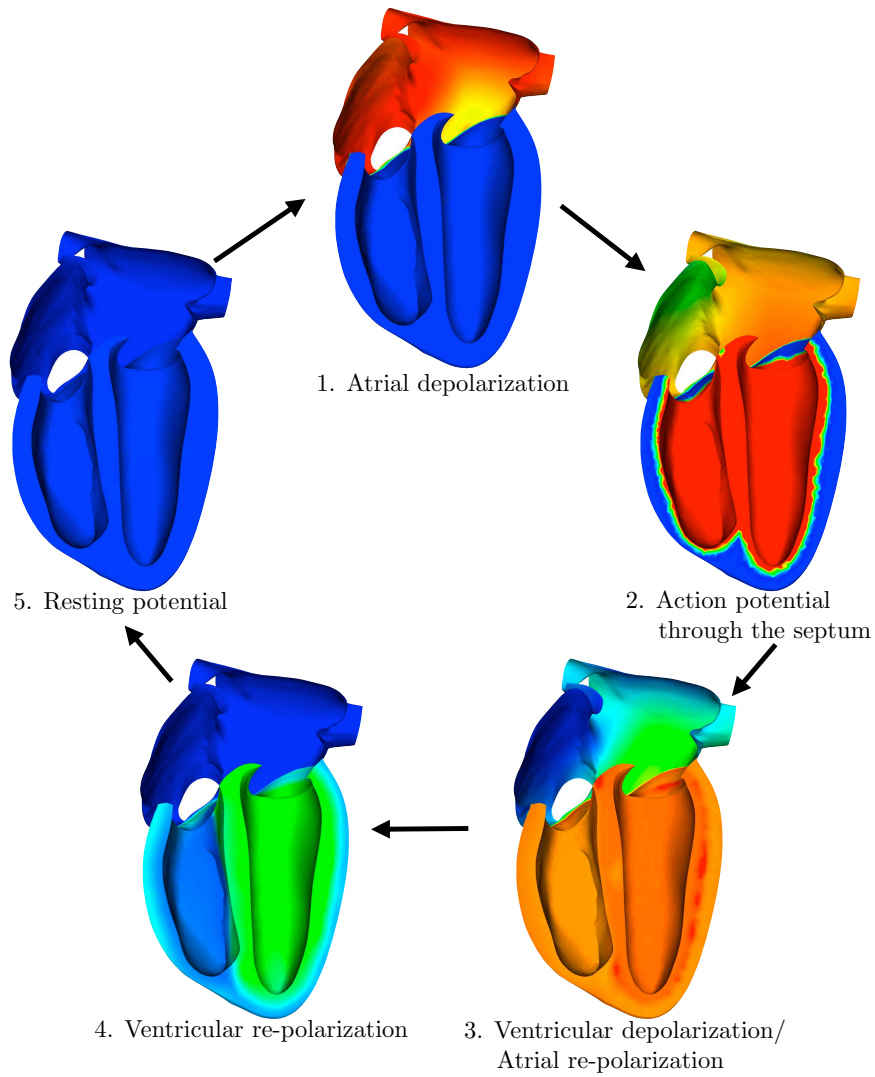 1. Atrial depolarization
2. Action potential
through the septum
3. Ventricular depolarization/
Atrial re-polarization
4. Ventricular re-polarization
5. Resting potential